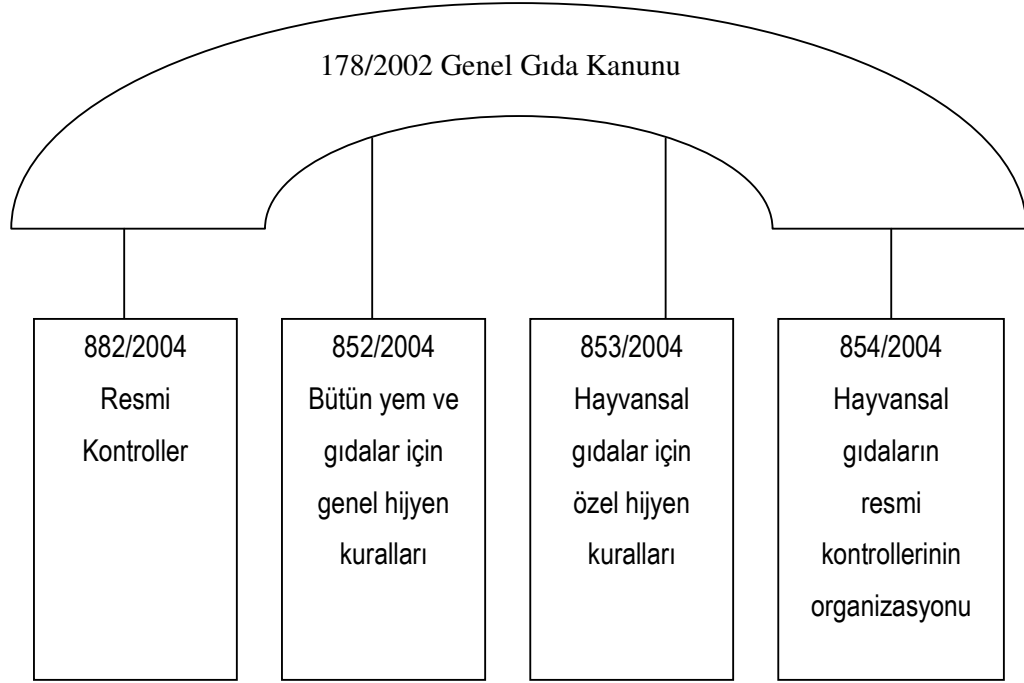 178/2002 Genel Gıda Kanunu
882/2004
Resmi
Kontroller
852/2004
Bütün yem ve
gıdalar için
genel hijyen
kuralları
853/2004
Hayvansal
gıdalar için
özel hijyen
kuralları
854/2004
Hayvansal
gıdaların
resmi
kontrollerinin
organizasyonu